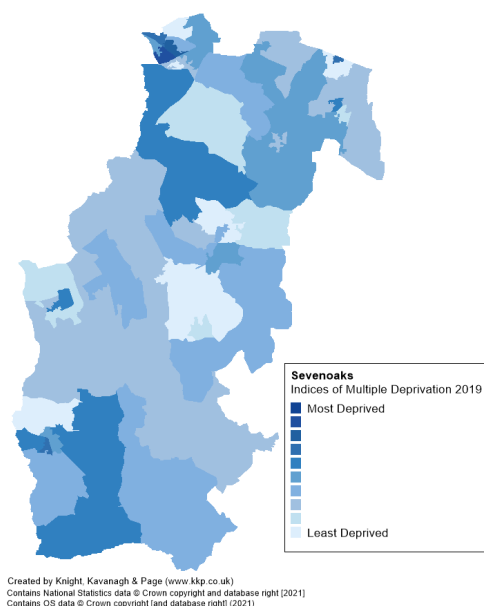 Sevenoaks
Indices of Multiple Deprivation 2019
Most Deprived
Least Deprived
Created by Knight, Kavanagh & Page (www.kkp.co.uk)
Contains National Statistics data © Crown copyright and database right [2021]
Contains OS data © Crown copyright [and database right] (2021)